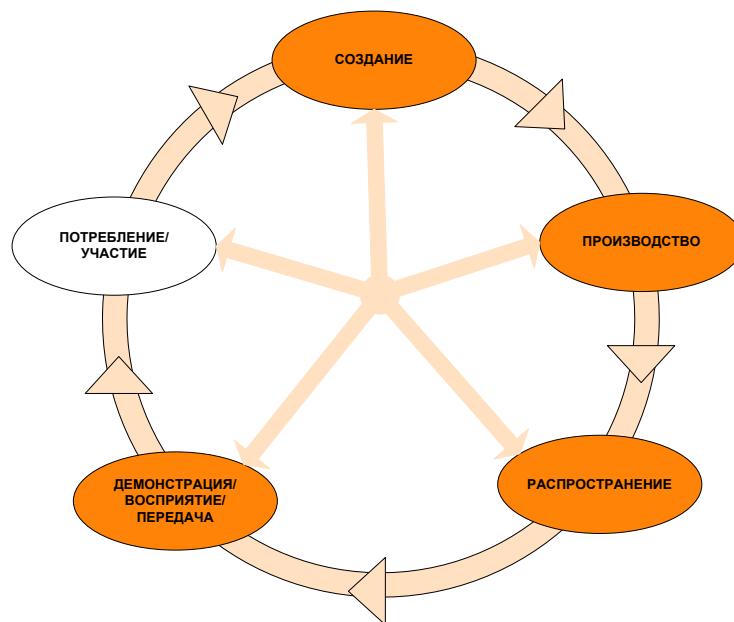 СОЗДАНИЕ
ПРОИЗВОДСТВО
РАСПРОСТРАНЕНИЕ
ДЕМОНСТРАЦИЯ/
ВОСПРИЯТИЕ/
ПЕРЕДАЧА
ПОТРЕБЛЕНИЕ/
УЧАСТИЕ